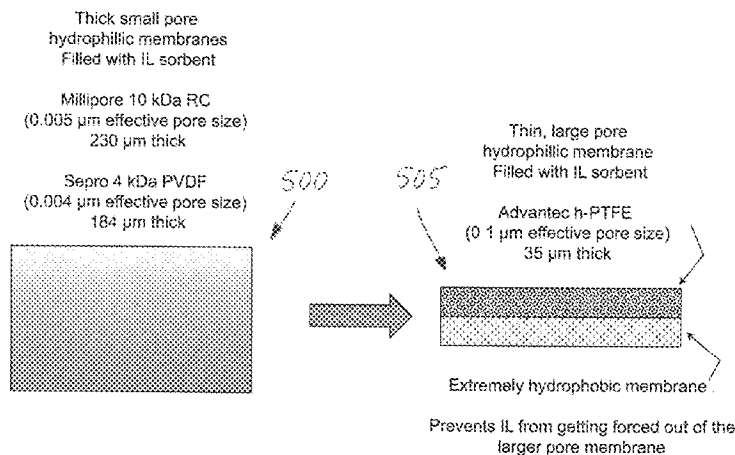 Thick small pore
hydrophillic membranes
Filled with IL sorbent
Millipore 10 kDa RC
(0.005 µm effective pore size)
230 µm thick
Sepro 4 kDa PVDF
(0.004 µm effective pore size)
184 µm thick
500
505
Thin, large pore
hydrophillic membrane
Filled with IL sorbent
Advantec h-PTFE
(0.1 µm effective pore size)
35 µm thick
Extremely hydrophobic membrane
Prevents IL from getting forced out of the
larger pore membrane